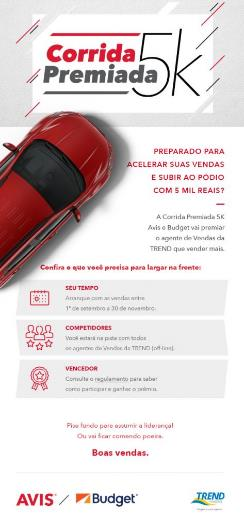 Corrida
Premiada
5k
PREPARADO PARA
ACELERAR SUAS VENDAS
E SUBIR AO PÓDIO
COM 5 MIL REAIS?
A Corrida Premiada 5K
Avis e Budget vai premiar
o agente de Vendas da
TREND que vender mais.
Confira o que você precisa para largar na frente:
SEU TEMPO
Arranque com as vendas entre
1º de setembro a 30 de novembro.
COMPETIDORES
Você estará na pista com todos
os agentes de Vendas da TREND (off-line).
VENCEDOR
Consulte o regulamento para saber
como participar e ganhar o prêmio.
Pise fundo para assumir a liderança!
Ou vai ficar comendo poeira.
Boas vendas.
AVIS
Budget
TREND